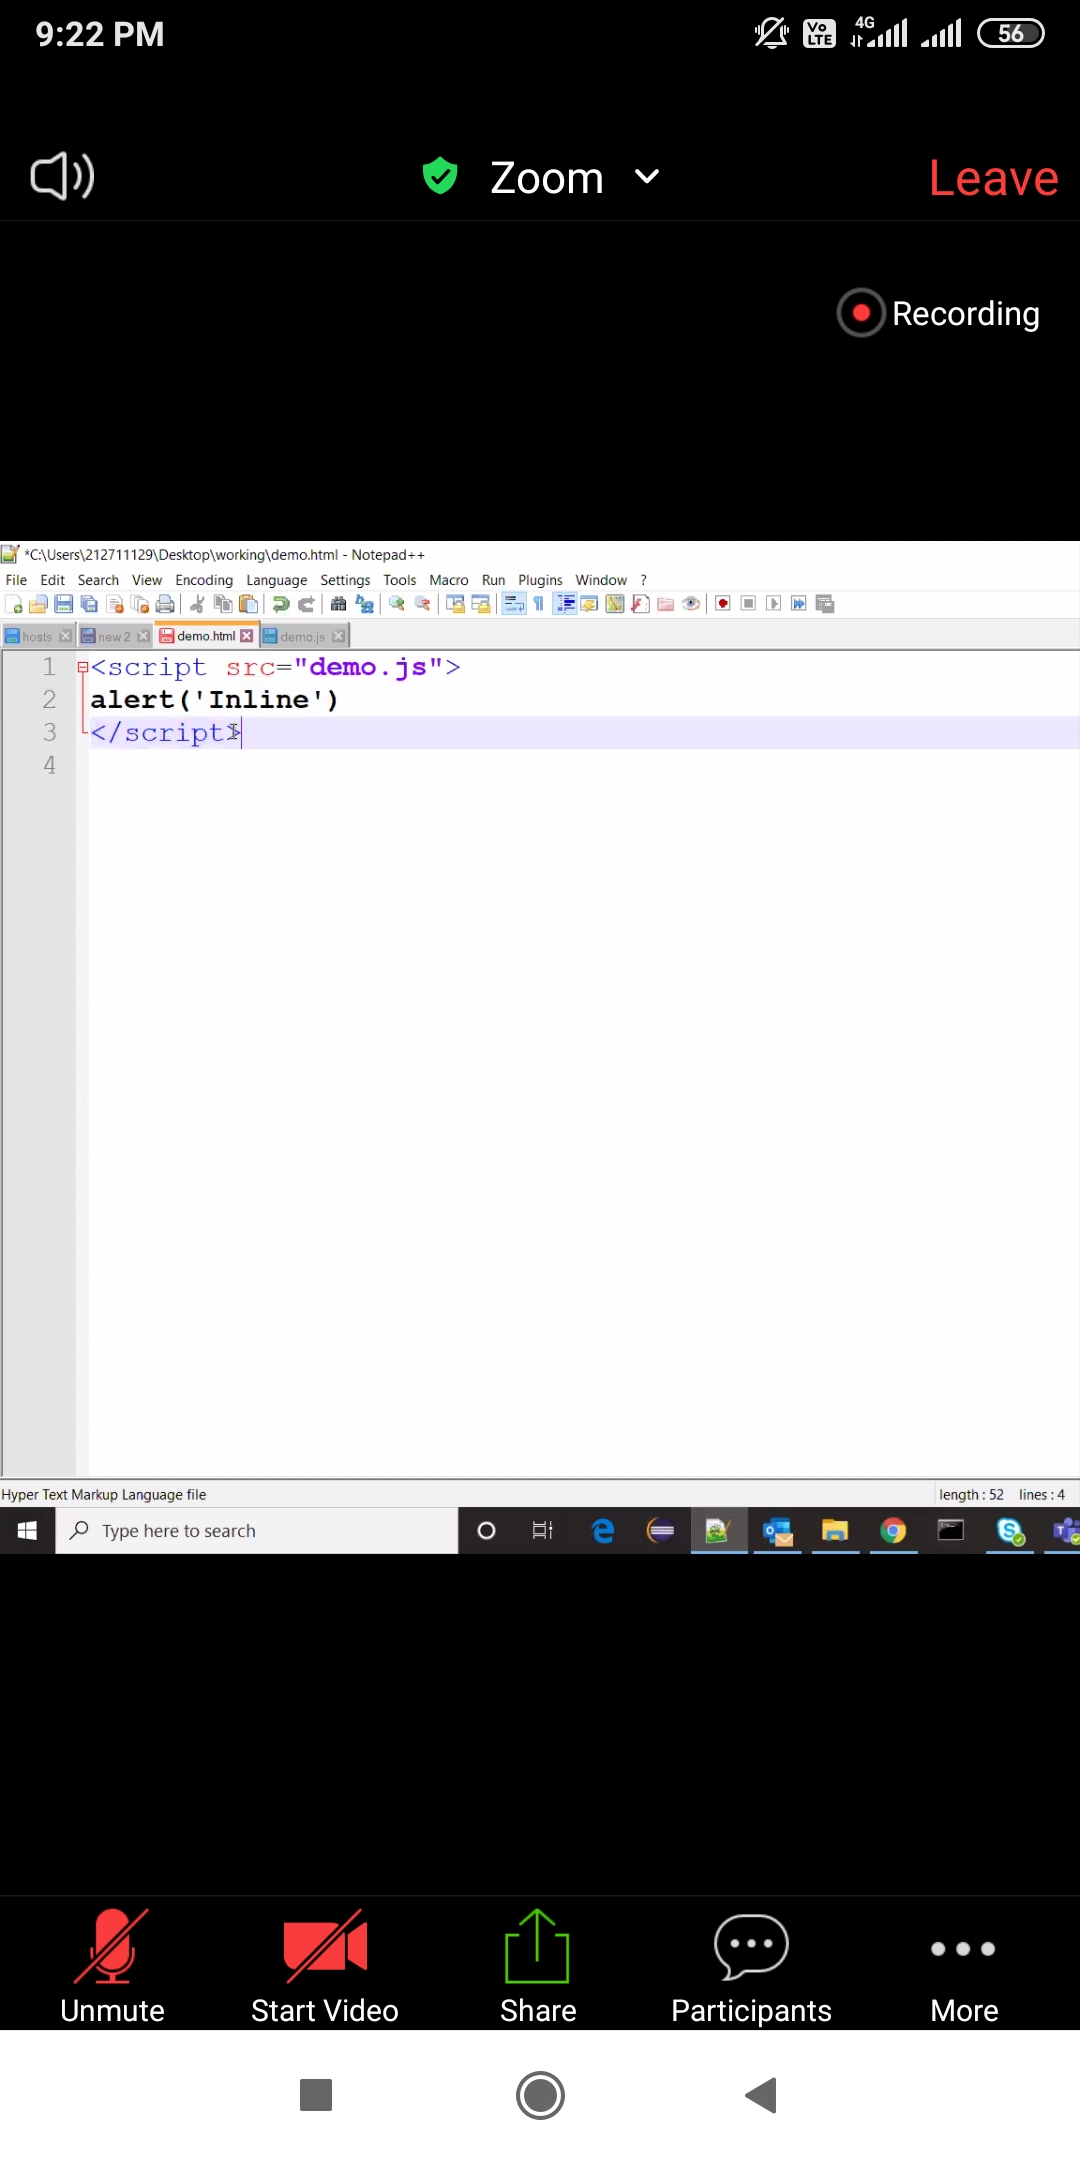 9:22 PM
Vo LTE
4G
56
Zoom
Leave
Recording
*C:\Users\212711129\Desktop\working\demo.html - Notepad++
File Edit Search View Encoding Language Settings Tools Macro Run Plugins Window ?
hosts new 2 demo.html demo.js
1 <script src="demo.js">
2 alert('Inline')
3 </script>
4
Hyper Text Markup Language file length : 52 lines : 4
Type here to search
Unmute Start Video Share Participants More